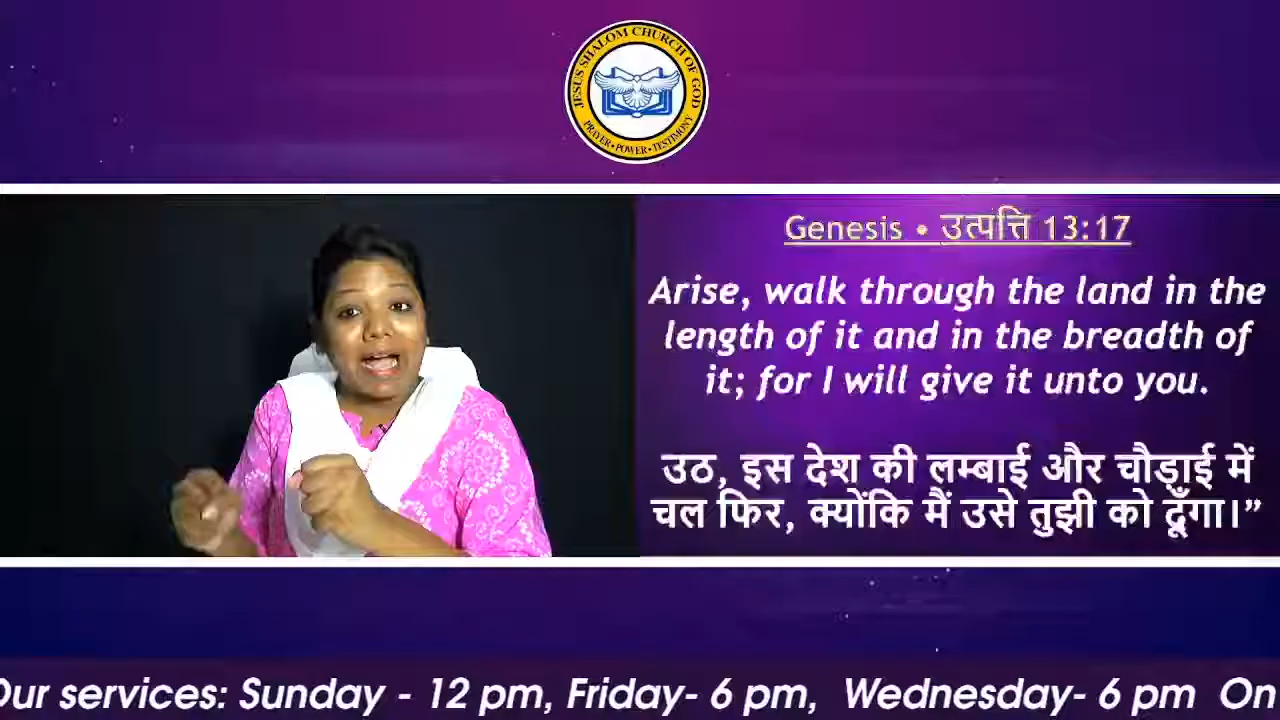 JESUS SHALOM CHURCH OF GOD
PRAYER • POWER • TESTIMONY
Genesis • उत्पत्ति 13:17
Arise, walk through the land in the
length of it and in the breadth of
it; for I will give it unto you.
उठ, इस देश की लम्बाई और चौड़ाई में
चल फिर, क्योंकि मैं उसे तुझी को दूँगा।”
Our services: Sunday - 12 pm, Friday- 6 pm, Wednesday- 6 pm On